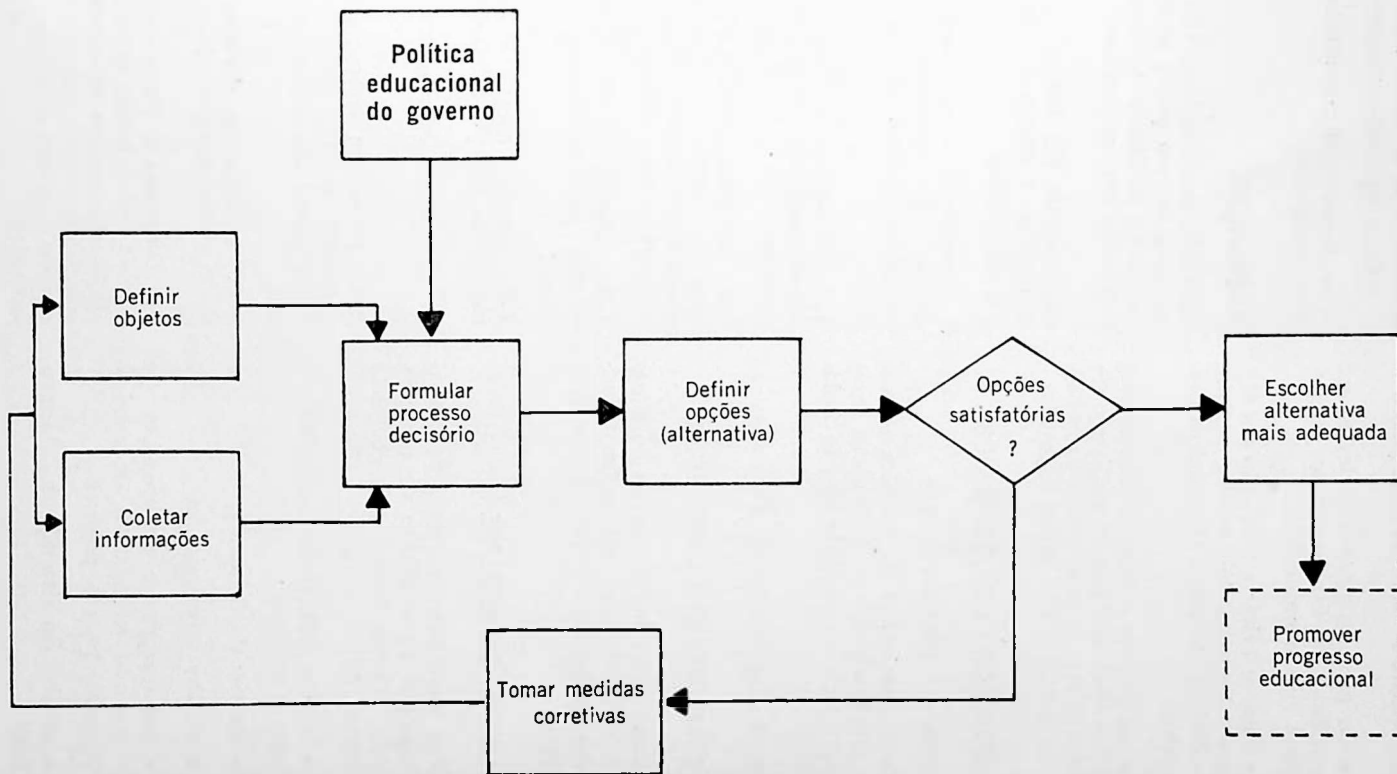 Política
educacional
do governo
Definir
objetos
Coletar
informações
Formular
processo
decisório
Definir
opções
(alternativa)
Opções
satisfatórias
?
Escolher
alternativa
mais adequada
Promover
progresso
educacional
Tomar medidas
corretivas